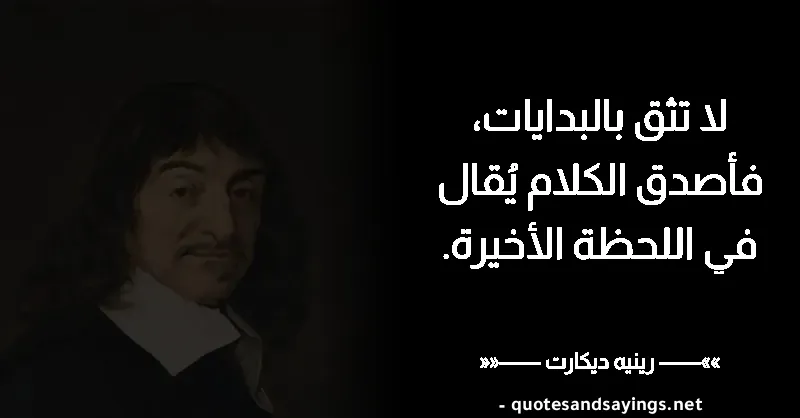 لا تثق بالبدايات،
فأصدق الكلام يُقال
في اللحظة الأخيرة.
»»—— رينيه ديكارت ——««
- quotesandsayings.net